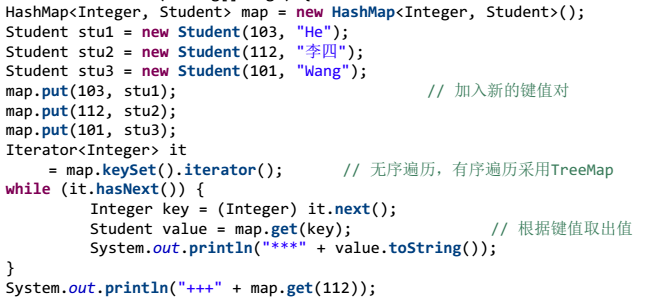 HashMap<Integer, Student> map = new HashMap<Integer, Student>();
Student stu1 = new Student(103, "He");
Student stu2 = new Student(112, "李四");
Student stu3 = new Student(101, "Wang");
map.put(103, stu1); // 加入新的键值对
map.put(112, stu2);
map.put(101, stu3);
Iterator<Integer> it
= map.keySet().iterator(); // 无序遍历，有序遍历采用TreeMap
while (it.hasNext()) {
Integer key = (Integer) it.next();
Student value = map.get(key); // 根据键值取出值
System.out.println("***" + value.toString());
}
System.out.println("+++" + map.get(112));